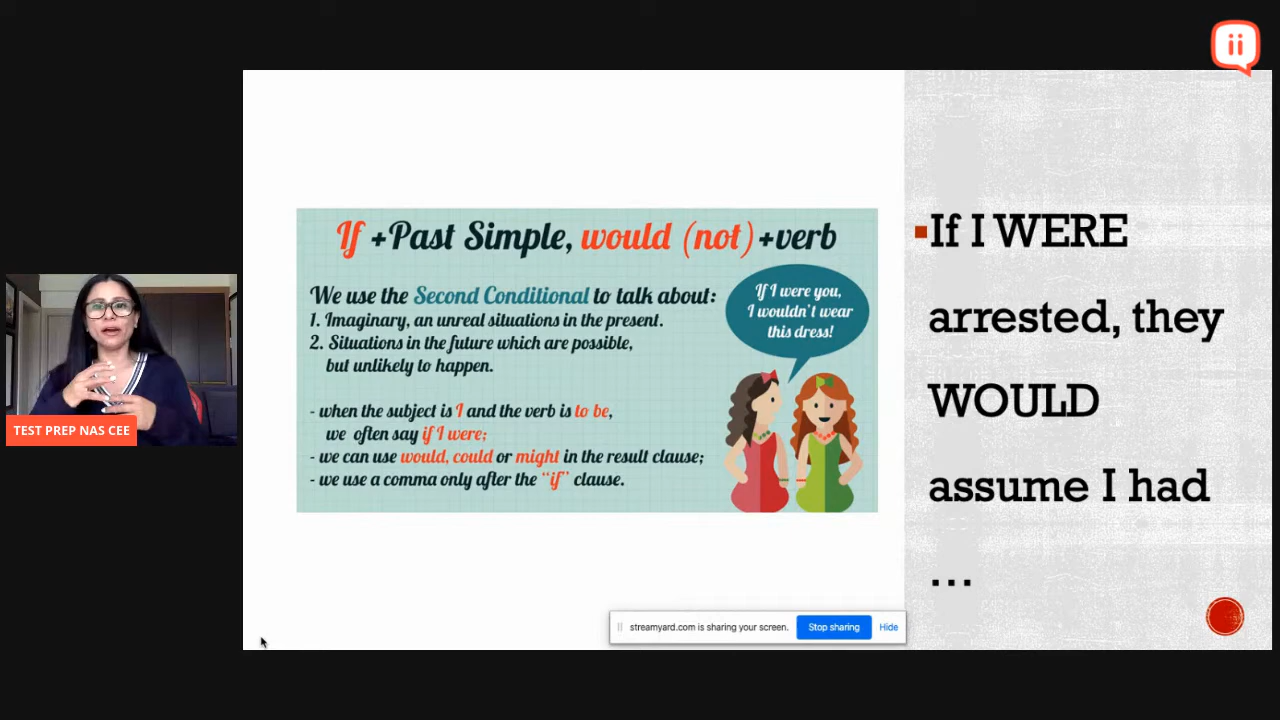 If +Past Simple, would (not)+verb
We use the Second Conditional to talk about:
1. Imaginary, an unreal situations in the present.
2. Situations in the future which are possible,
but unlikely to happen.
- when the subject is I and the verb is to be,
we often say if I were;
- we can use would, could or might in the result clause;
- we use a comma only after the “if” clause.
If I were you,
I wouldn't wear
this dress!
If I WERE
arrested, they
WOULD
assume I had
...
TEST PREP NAS CEE
streamyard.com is sharing your screen.
Stop sharing
Hide
ii